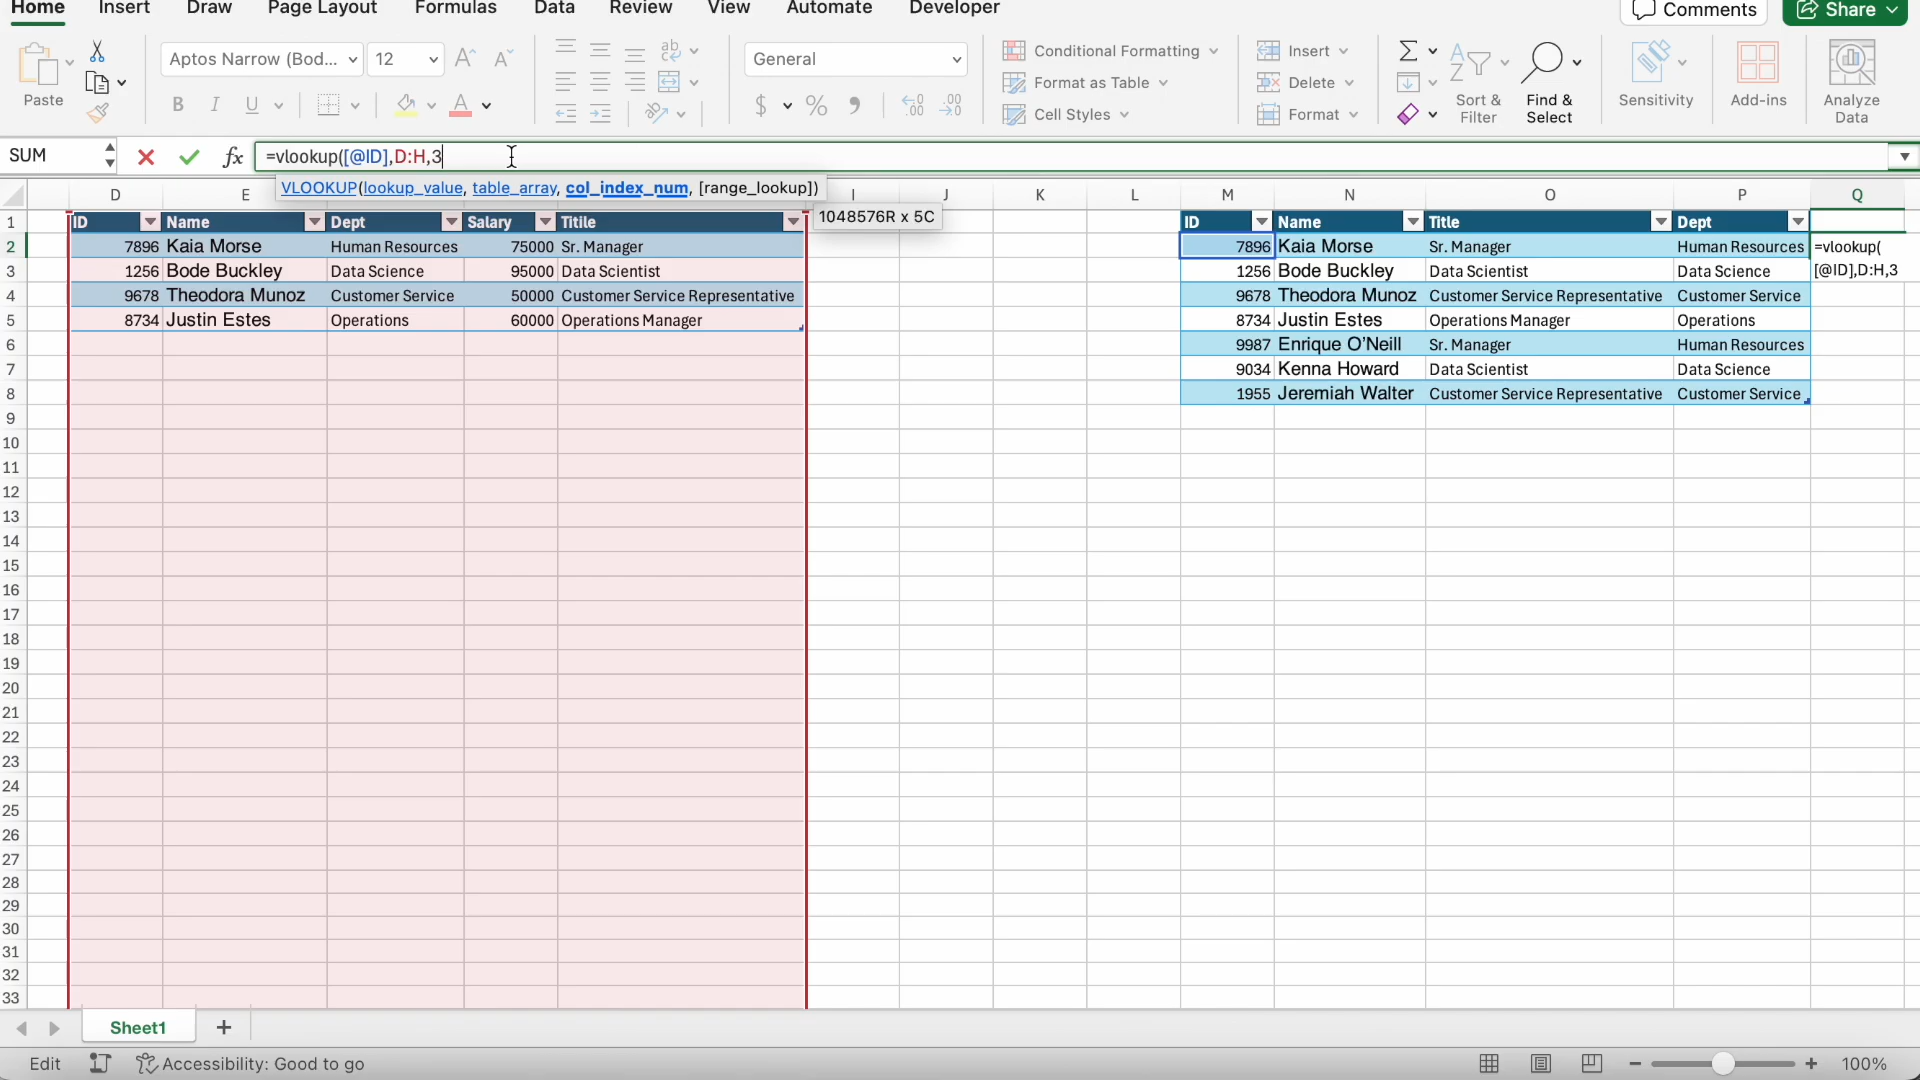 Home Insert Draw Page Layout Formulas Data Review View Automate Developer Comments Share
Paste
Aptos Narrow (Bod... 12
B I U
ab
General
$ % 9
Conditional Formatting
Format as Table
Cell Styles
Insert
Delete
Format
Sort & Filter
Find & Select
Sensitivity
Add-ins
Analyze Data
SUM fx =vlookup([@ID],D:H,3
VLOOKUP(lookup_value, table_array, col_index_num, [range_lookup])
1048576R x 5C
D E I J K L M N O P Q
1 ID Name Dept Salary Titile ID Name Title Dept
2 7896 Kaia Morse Human Resources 75000 Sr. Manager 7896 Kaia Morse Sr. Manager Human Resources =vlookup(
3 1256 Bode Buckley Data Science 95000 Data Scientist 1256 Bode Buckley Data Scientist Data Science [@ID],D:H,3
4 9678 Theodora Munoz Customer Service 50000 Customer Service Representative 9678 Theodora Munoz Customer Service Representative Customer Service
5 8734 Justin Estes Operations 60000 Operations Manager 8734 Justin Estes Operations Manager Operations
6 9987 Enrique O’Neill Sr. Manager Human Resources
7 9034 Kenna Howard Data Scientist Data Science
8 1955 Jeremiah Walter Customer Service Representative Customer Service
9
10
11
12
13
14
15
16
17
18
19
20
21
22
23
24
25
26
27
28
29
30
31
32
33
Sheet1 +
Edit Accessibility: Good to go 100%